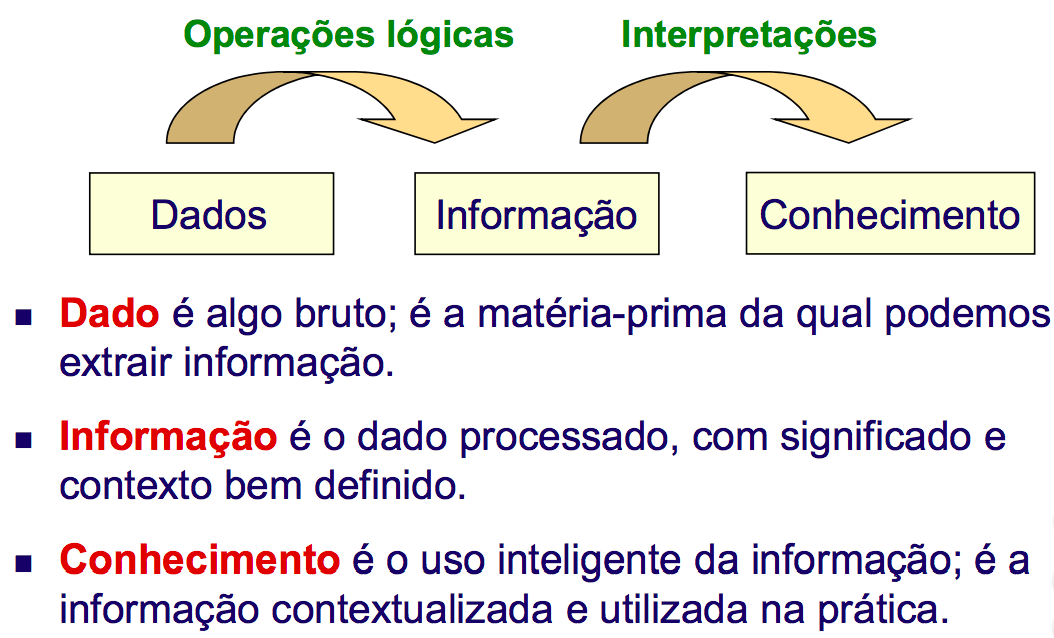 Operações lógicas Interpretações
Dados Informação Conhecimento
▪ Dado é algo bruto; é a matéria-prima da qual podemos
extrair informação.
▪ Informação é o dado processado, com significado e
contexto bem definido.
▪ Conhecimento é o uso inteligente da informação; é a
informação contextualizada e utilizada na prática.